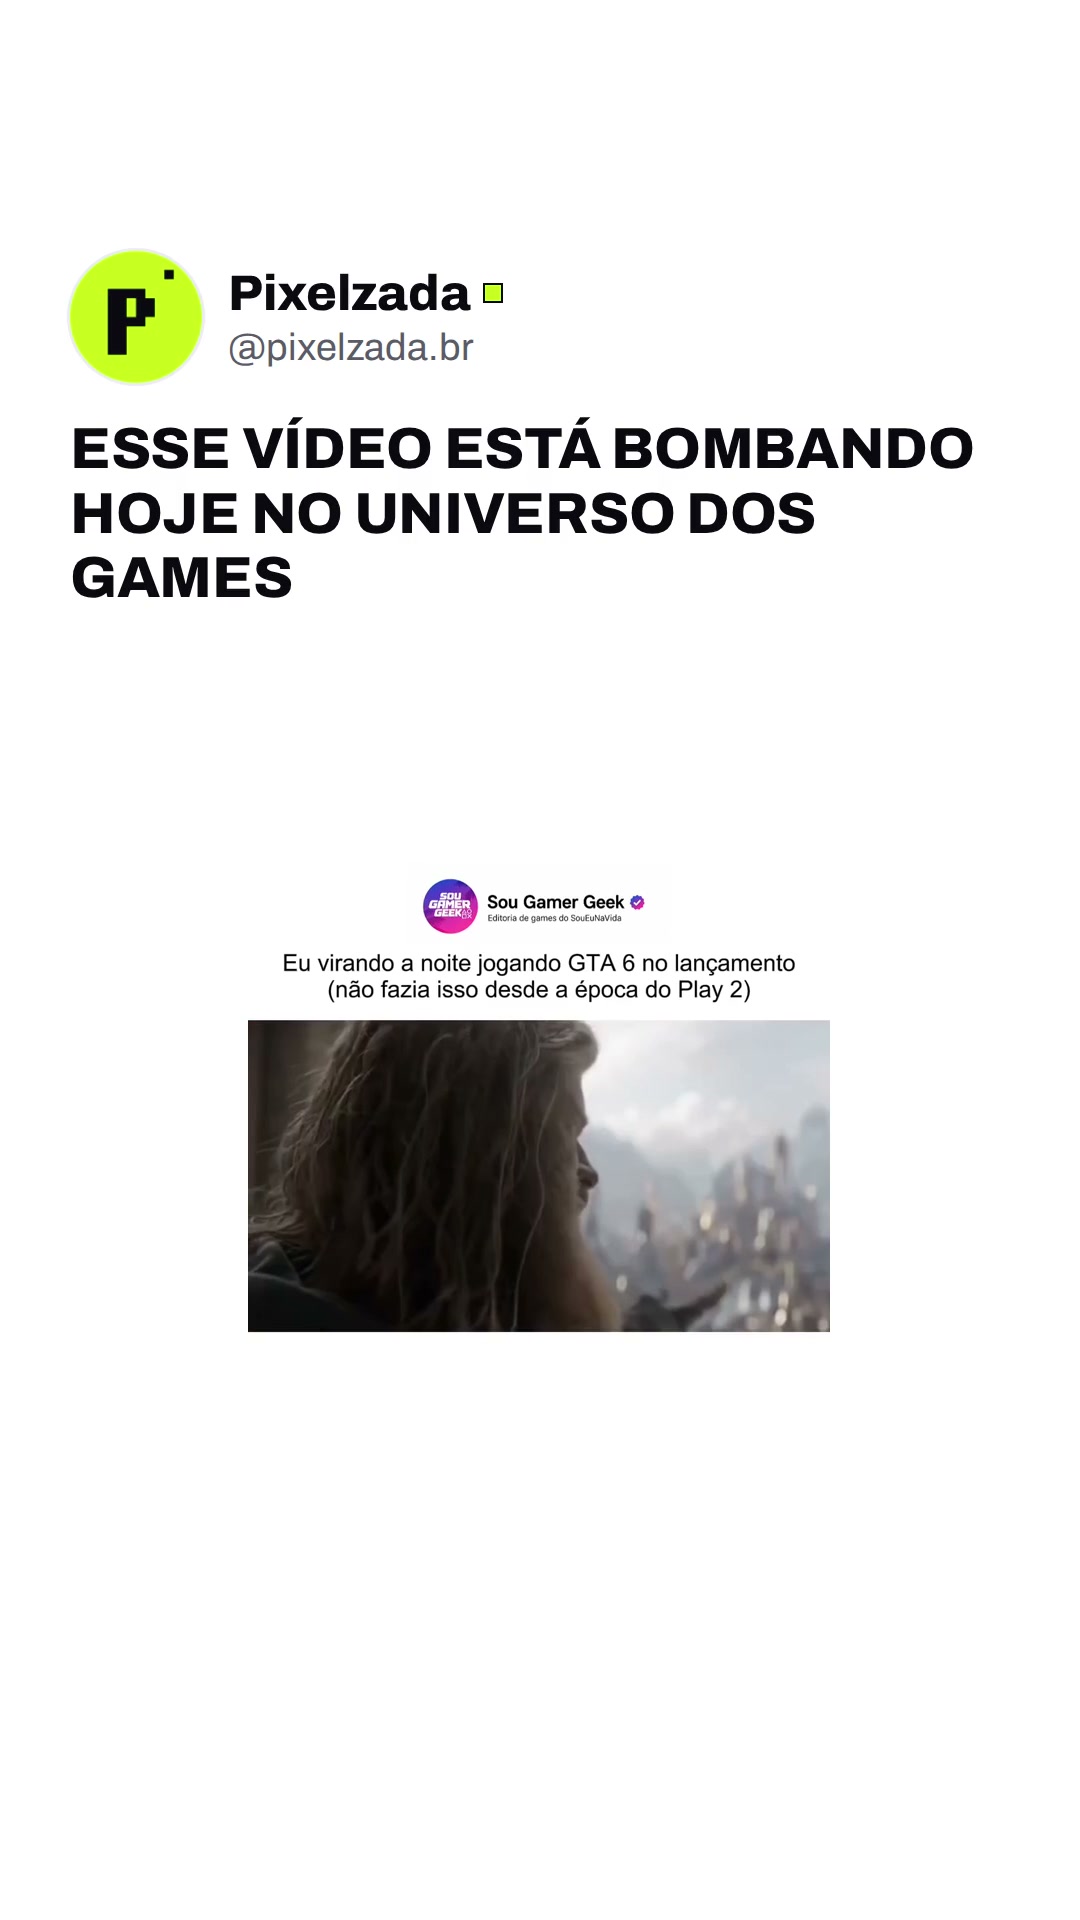 Pixelzada
@pixelzada.br
ESSE VÍDEO ESTÁ BOMBANDO
HOJE NO UNIVERSO DOS
GAMES
SOU
GAMER
GEEK
Sou Gamer Geek
Editoria de games do SouEuNaVida
Eu virando a noite jogando GTA 6 no lançamento
(não fazia isso desde a época do Play 2)